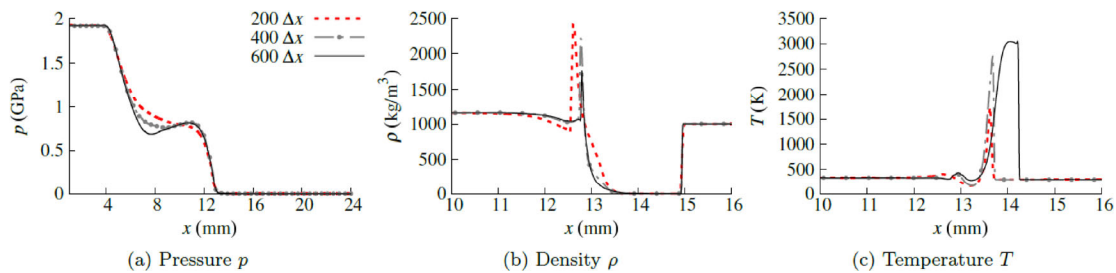 2
1.5
1
0.5
0
p (GPa)
4 8 12 16 20 24
x (mm)
200 Δx
400 Δx
600 Δx
(a) Pressure p
2500
2000
1500
1000
500
0
ρ (kg/m³)
10 11 12 13 14 15 16
x (mm)
(b) Density ρ
3500
3000
2500
2000
1500
1000
500
0
T (K)
10 11 12 13 14 15 16
x (mm)
(c) Temperature T